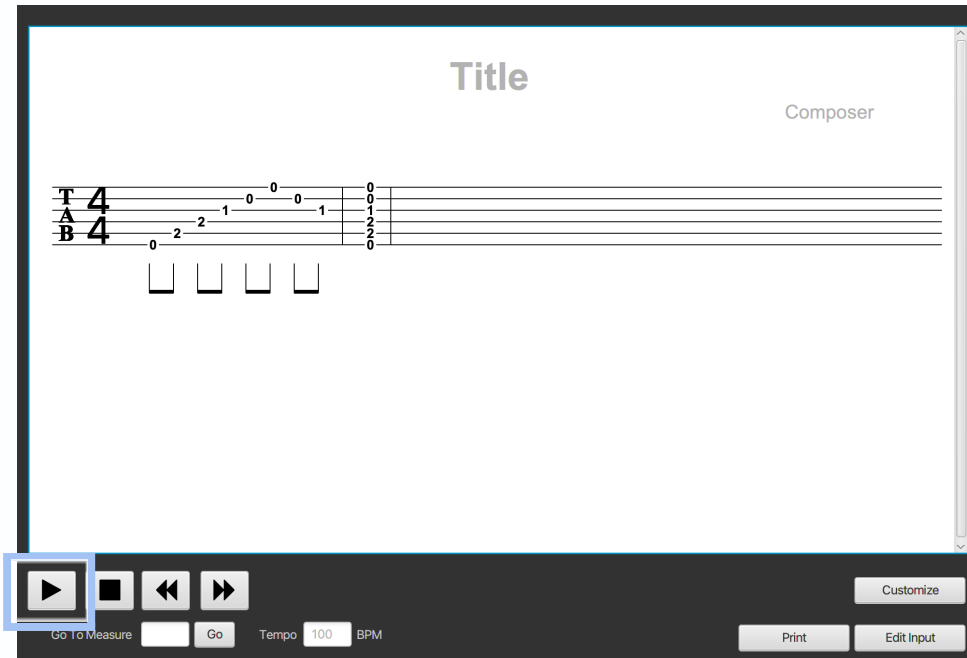 Title
Composer
T 4 0 0
0 0 0
A 1 1 1
2 2
B 4 2 2
0 0
Customize
Go To Measure Go Tempo 100 BPM Print Edit Input